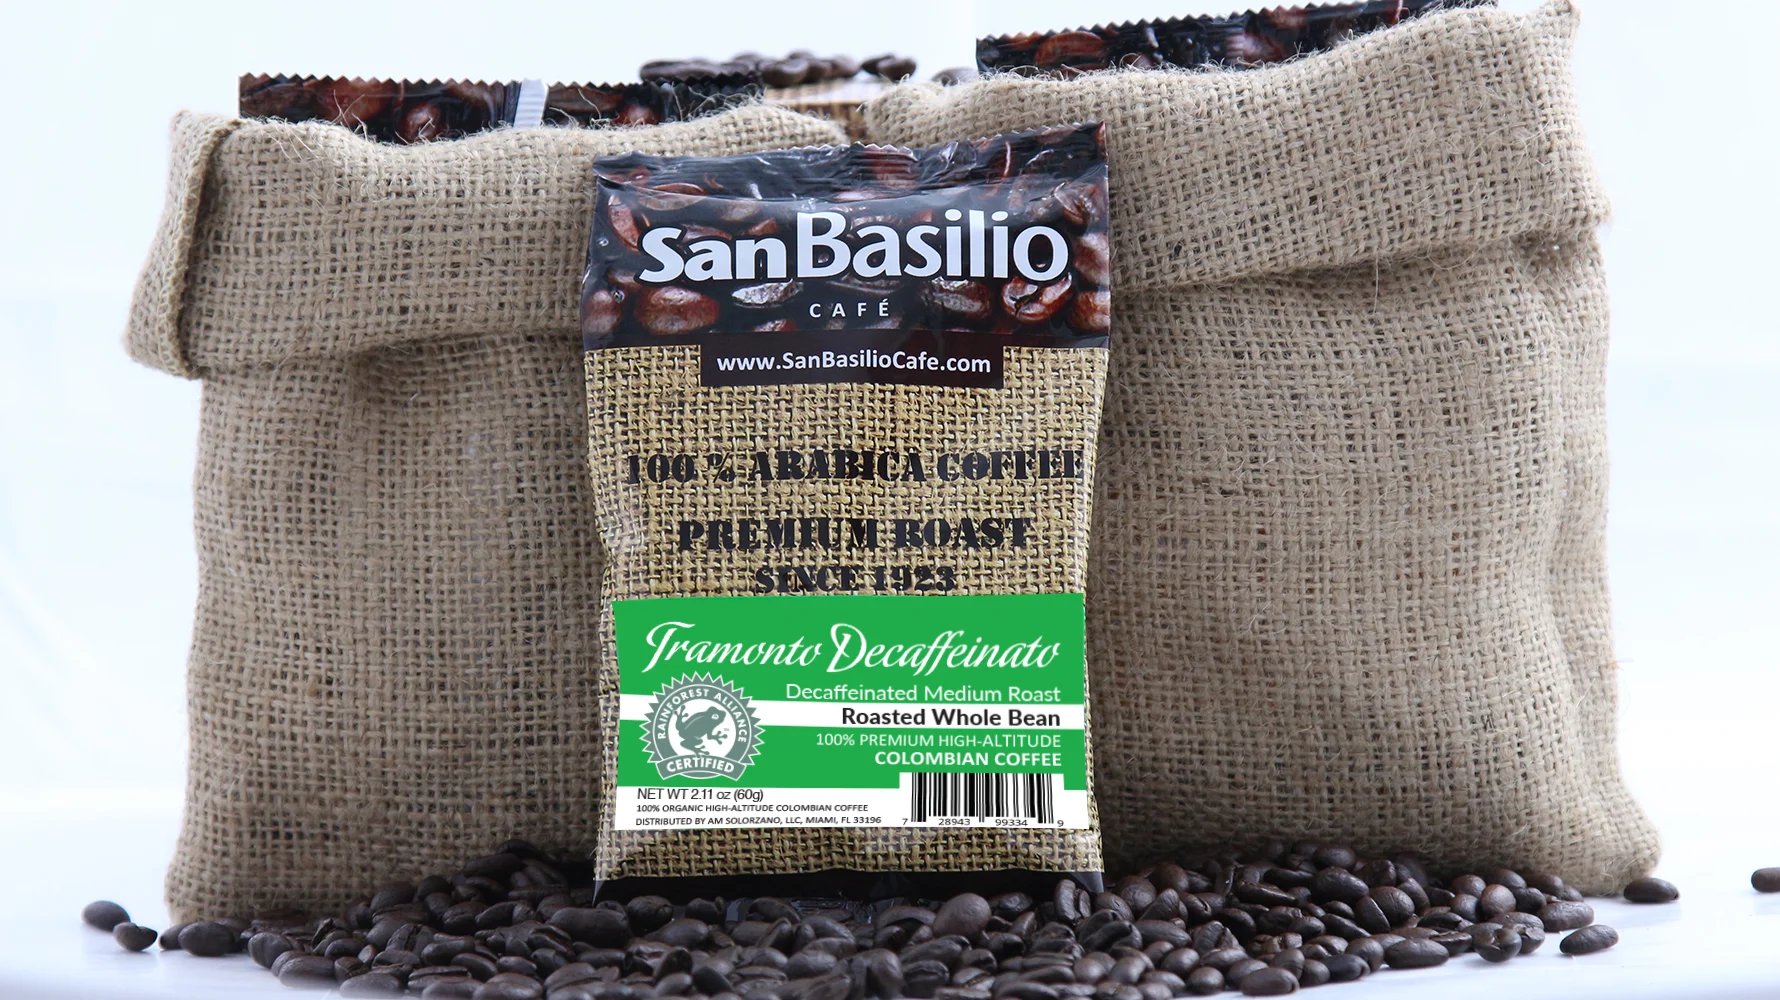 SanBasilio
CAFÉ
www.SanBasilioCafe.com
100 % ARABICA COFFEE
PREMIUM ROAST
SINCE 1923
Tramonto Decaffeinato
Decaffeinated Medium Roast
Roasted Whole Bean
100% PREMIUM HIGH-ALTITUDE
COLOMBIAN COFFEE
RAINFOREST ALLIANCE
CERTIFIED
NET WT 2.11 oz (60g)
100% ORGANIC HIGH-ALTITUDE COLOMBIAN COFFEE
DISTRIBUTED BY AM SOLORZANO, LLC, MIAMI, FL 33196
7 28943 99334 9